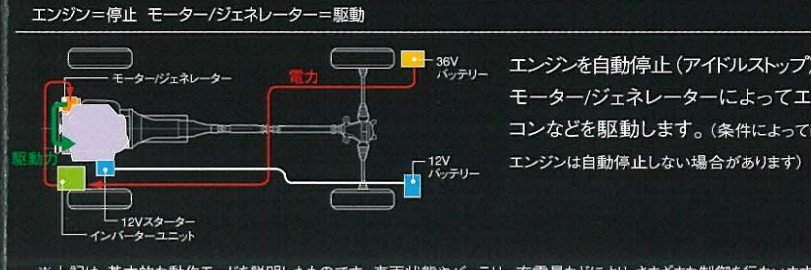 エンジン=停止 モーター/ジェネレーター=駆動
モーター/ジェネレーター
電力
36V
バッテリー
駆動力
12V
バッテリー
12Vスターター
インバーターユニット
エンジンを自動停止(アイドルストップ
モーター/ジェネレーターによってエ
コンなどを駆動します。(条件によって
エンジンは自動停止しない場合があります)